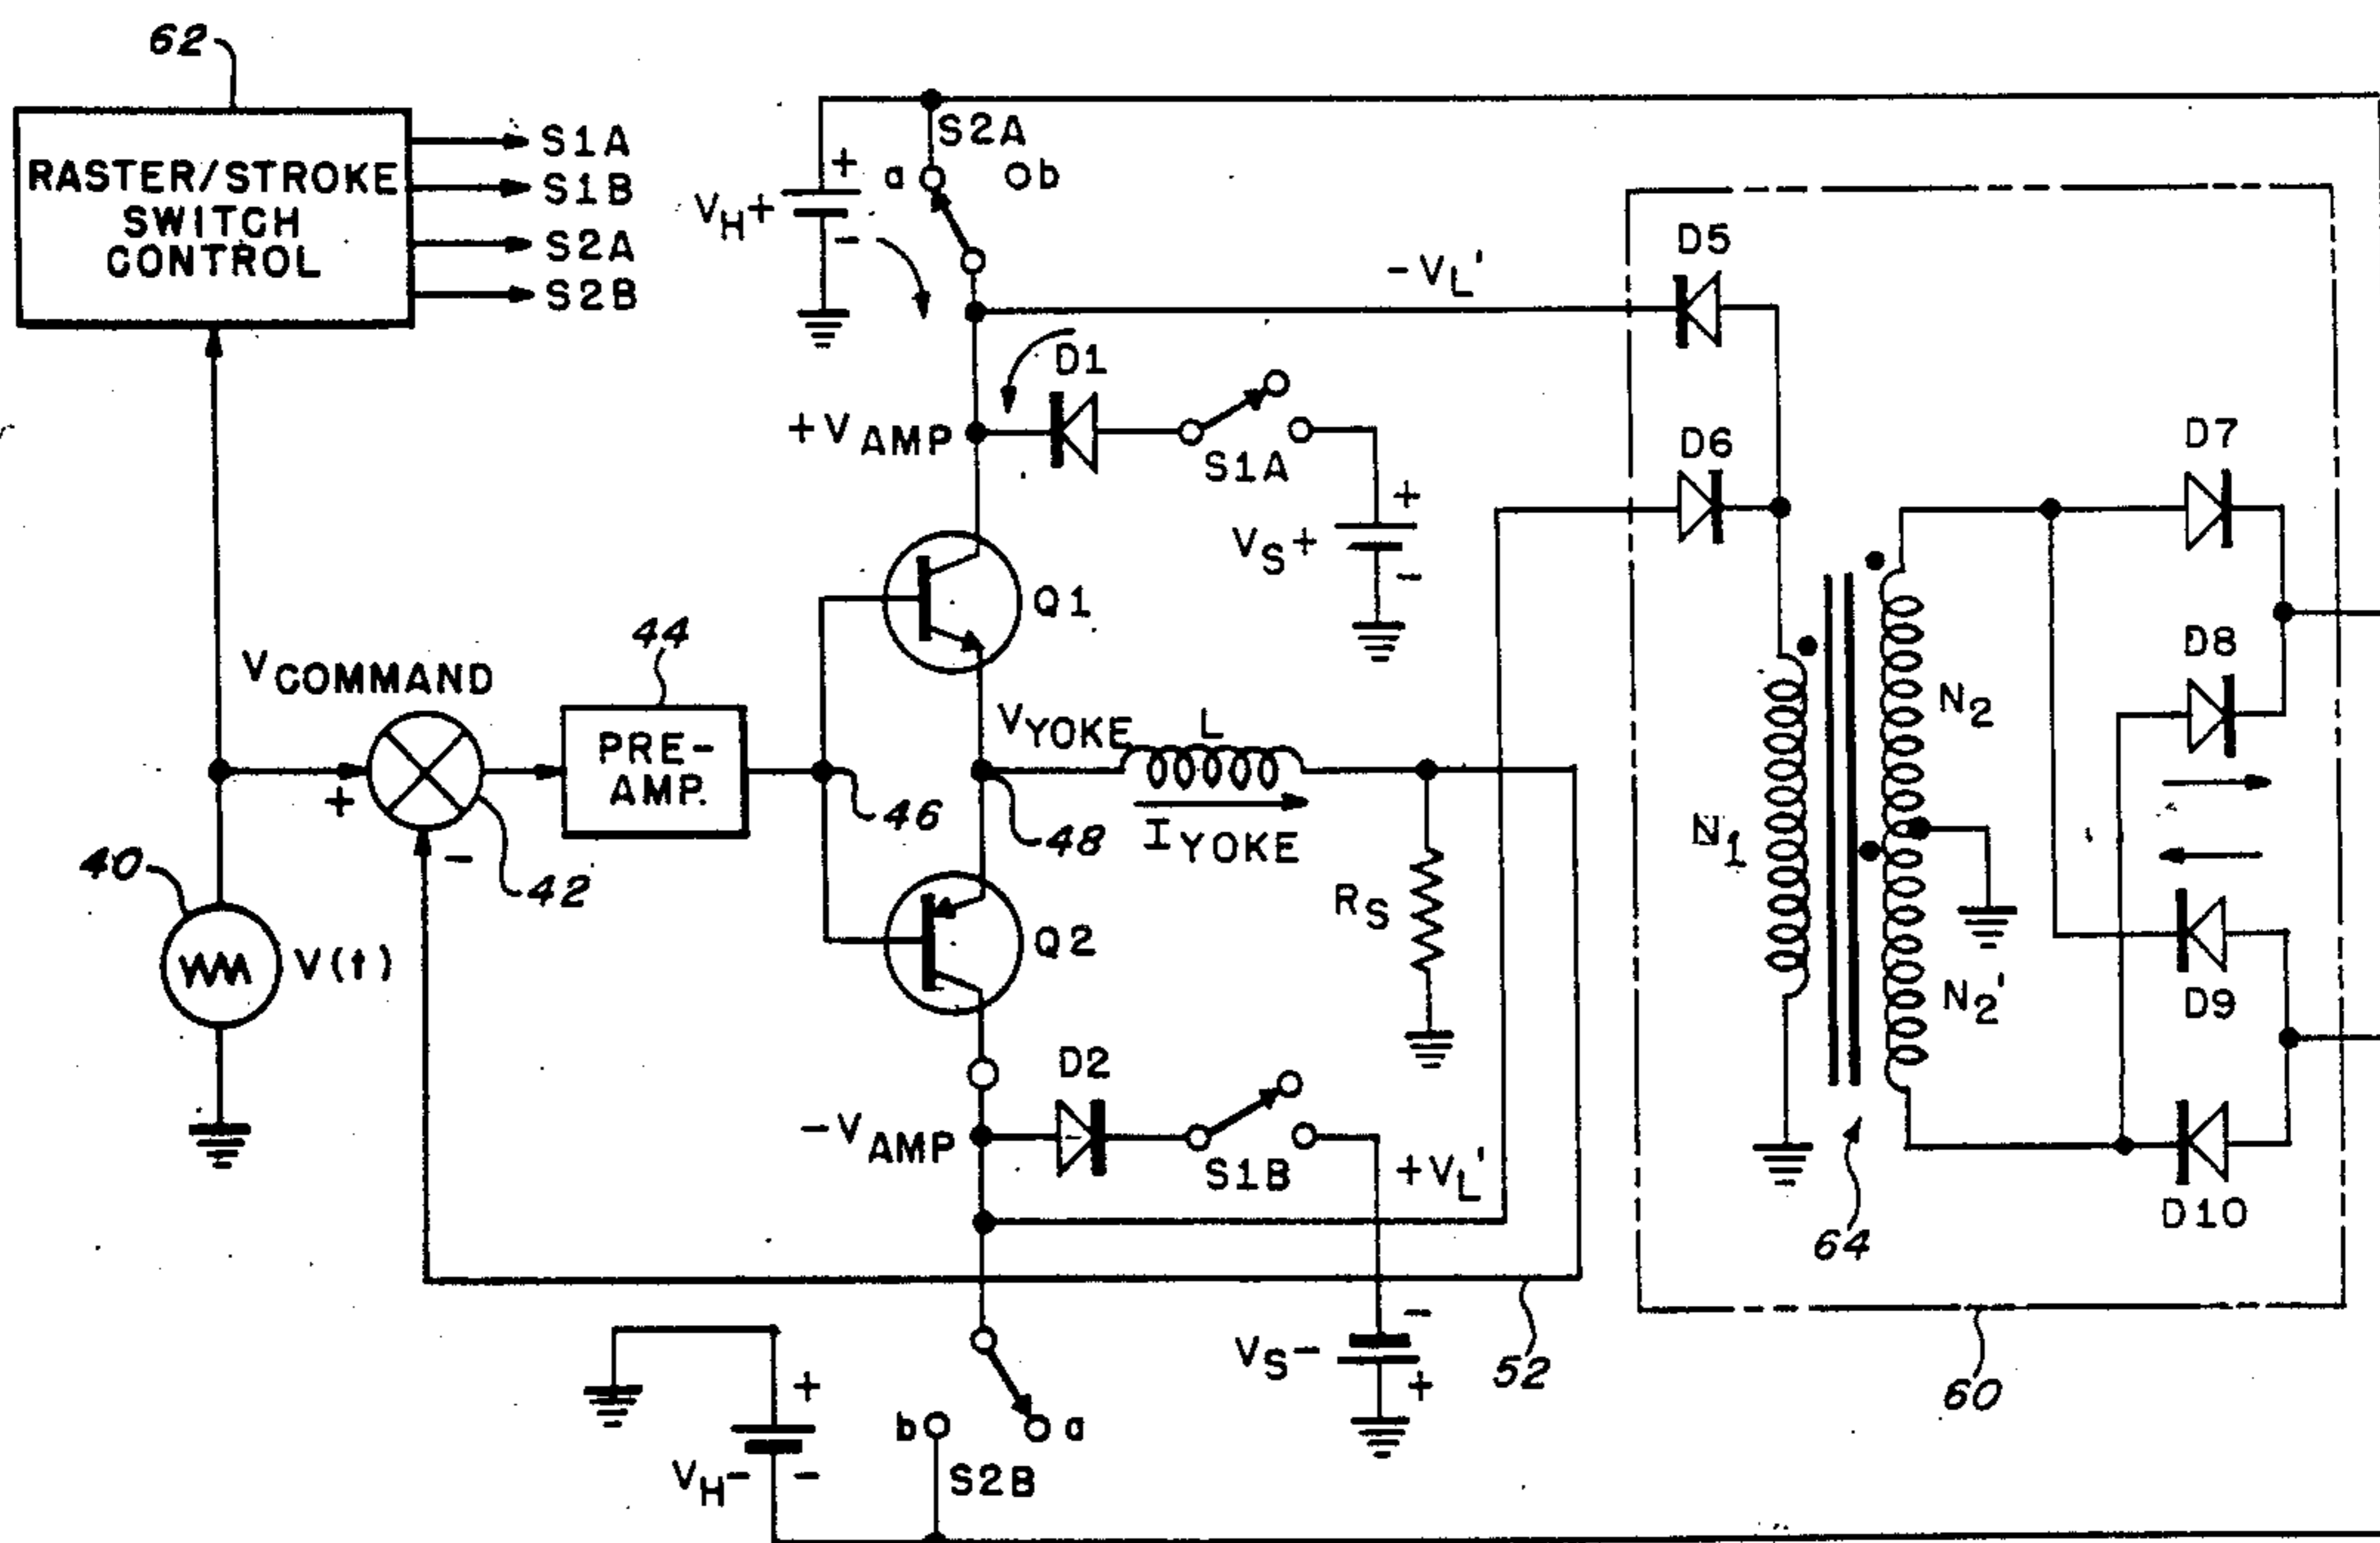 62
RASTER/STROKE
SWITCH
CONTROL
S1A
S1B
S2A
S2B
S2A
a
b
VH+
+
-
-VL'
D5
D1
+VAMP
S1A
D6
D7
VS+
+
-
Q1
44
VCOMMAND
PRE-
AMP.
VYOKE
L
D8
N2
+
-
46
48
IYOKE
N1
40
42
V(t)
Q2
RS
N2'
D9
D2
-VAMP
S1B
+VL'
64
D10
-
VS-
+
52
60
+
VH-
-
b
a
S2B